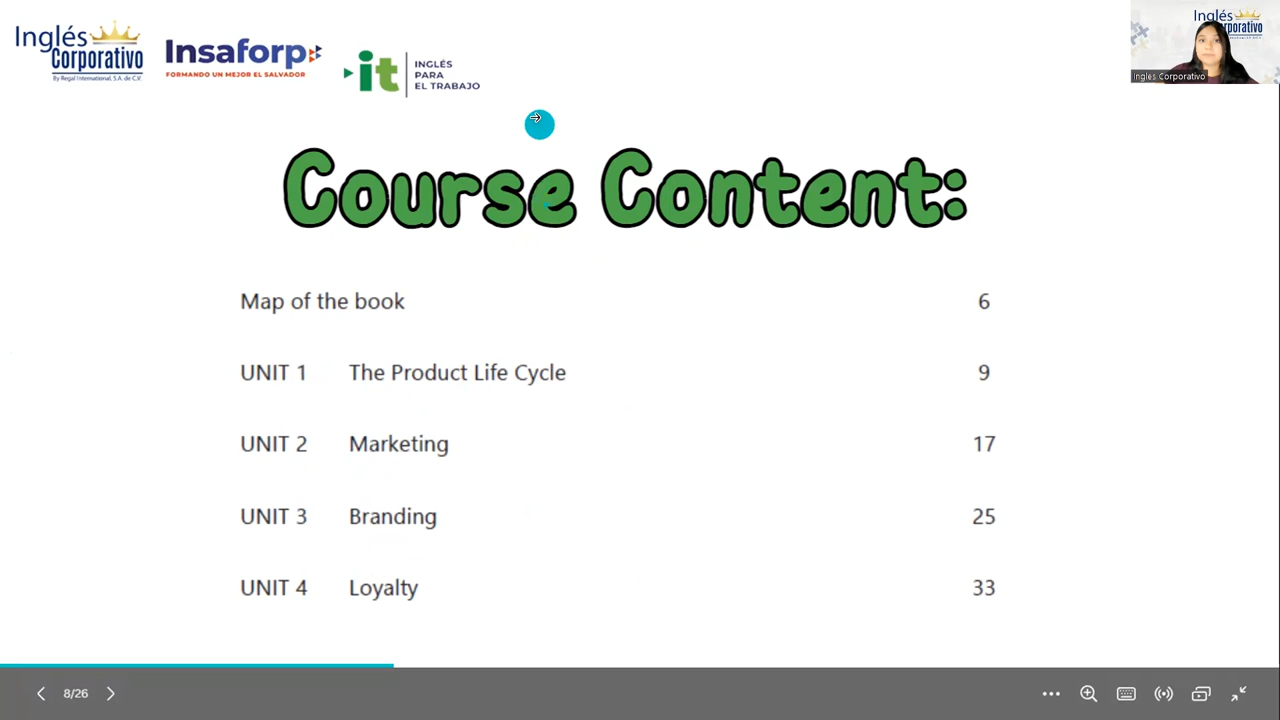 Inglés
Corporativo
By Regal International, S.A. de C.V.
Insaforp
FORMANDO UN MEJOR EL SALVADOR
it
INGLÉS
PARA
EL TRABAJO
Inglés
Corporativo
Ingles Corporativo
Course Content:
Map of the book 6
UNIT 1 The Product Life Cycle 9
UNIT 2 Marketing 17
UNIT 3 Branding 25
UNIT 4 Loyalty 33
8/26